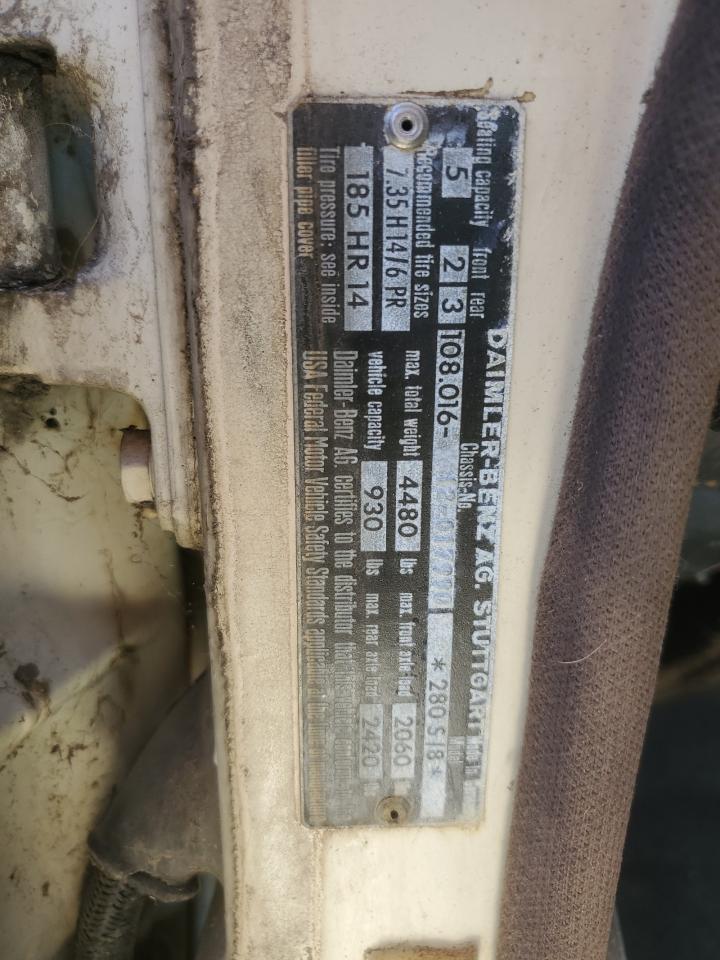 DAIMLER-BENZ AG. STUTTGART
Seating capacity front rear Chassis-No.
5 2 3 108.016- *280 S/8*
Recommended tire sizes
7.35 H 14/6 PR max. total weight 4480 lbs max. front axle load 2060
185 HR 14 vehicle capacity 930 lbs max. rear axle load 2420
Tire pressure: see inside Daimler-Benz AG certifies to the distributor that
filler pipe cover USA Federal Motor Vehicle Safety Standards